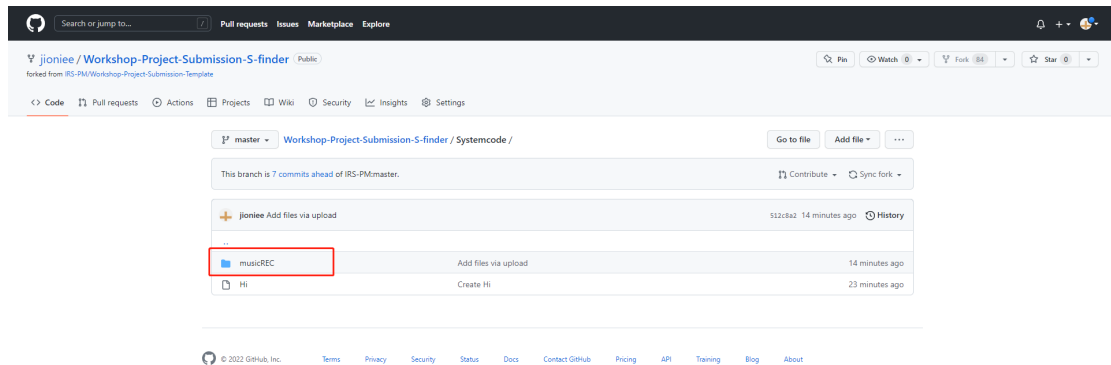 Search or jump to... / Pull requests Issues Marketplace Explore
jioniee / Workshop-Project-Submission-S-finder Public Pin Watch 0 Fork 84 Star 0
forked from IRS-PM/Workshop-Project-Submission-Template
<> Code Pull requests Actions Projects Wiki Security Insights Settings
master Workshop-Project-Submission-S-finder / Systemcode / Go to file Add file ...
This branch is 7 commits ahead of IRS-PM:master. Contribute Sync fork
jioniee Add files via upload 512c8a2 14 minutes ago History
..
musicREC Add files via upload 14 minutes ago
Hi Create Hi 23 minutes ago
© 2022 GitHub, Inc. Terms Privacy Security Status Docs Contact GitHub Pricing API Training Blog About